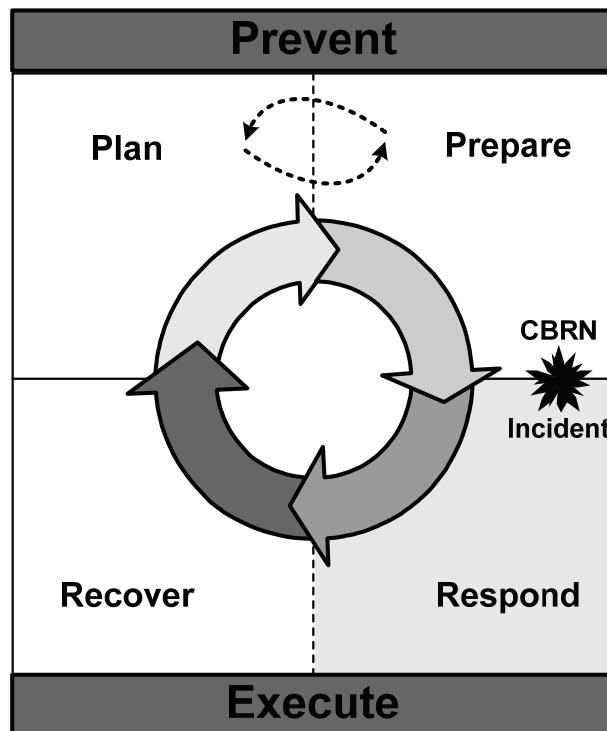 Prevent
Plan
Prepare
CBRN
Incident
Recover
Respond
Execute